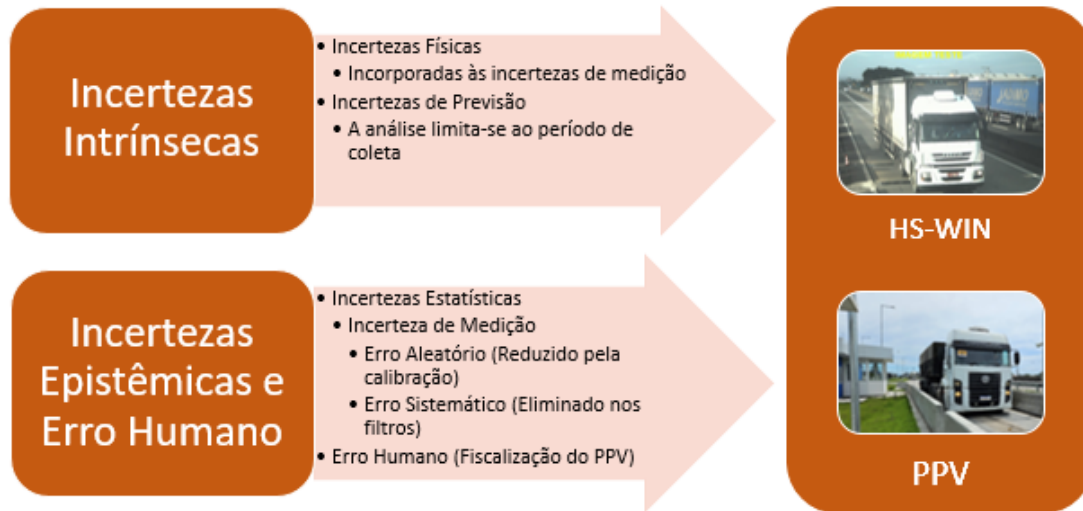 Incertezas
Intrínsecas
• Incertezas Físicas
• Incorporadas às incertezas de medição
• Incertezas de Previsão
• A análise limita-se ao período de
coleta
HS-WIN
Incertezas
Epistêmicas e
Erro Humano
• Incertezas Estatísticas
• Incerteza de Medição
• Erro Aleatório (Reduzido pela
calibração)
• Erro Sistemático (Eliminado nos
filtros)
• Erro Humano (Fiscalização do PPV)
PPV